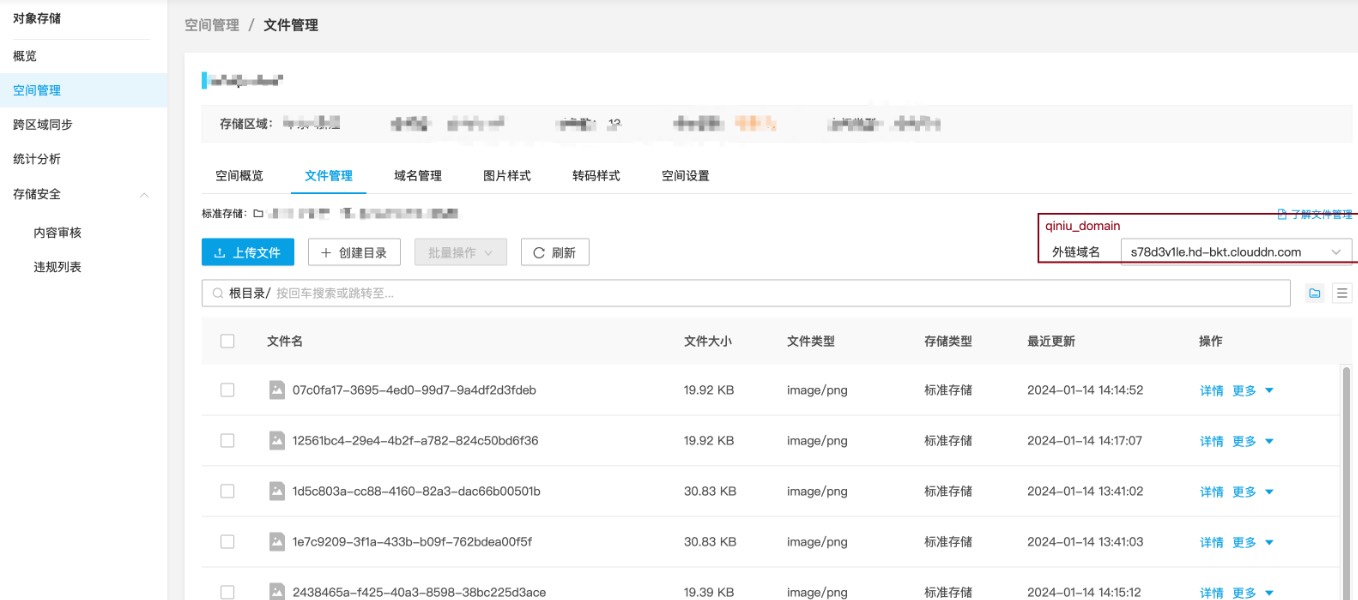 对象存储
概览
空间管理
跨区域同步
统计分析
存储安全
内容审核
违规列表
空间管理 / 文件管理
存储区域:
空间概览 文件管理 域名管理 图片样式 转码样式 空间设置
标准存储:
了解文件管理
qiniu_domain
上传文件 创建目录 批量操作 刷新 外链域名 s78d3v1le.hd-bkt.clouddn.com
根目录/ 按回车搜索或跳转至...
文件名 文件大小 文件类型 存储类型 最近更新 操作
07c0fa17-3695-4ed0-99d7-9a4df2d3fdeb 19.92 KB image/png 标准存储 2024-01-14 14:14:52 详情 更多
12561bc4-29e4-4b2f-a782-824c50bd6f36 19.92 KB image/png 标准存储 2024-01-14 14:17:07 详情 更多
1d5c803a-cc88-4160-82a3-dac66b00501b 30.83 KB image/png 标准存储 2024-01-14 13:41:02 详情 更多
1e7c9209-3f1a-433b-b09f-762bdea00f5f 30.83 KB image/png 标准存储 2024-01-14 13:41:03 详情 更多
2438465a-f425-40a3-8598-38bc225d3ace 19.39 KB image/png 标准存储 2024-01-14 14:15:12 详情 更多